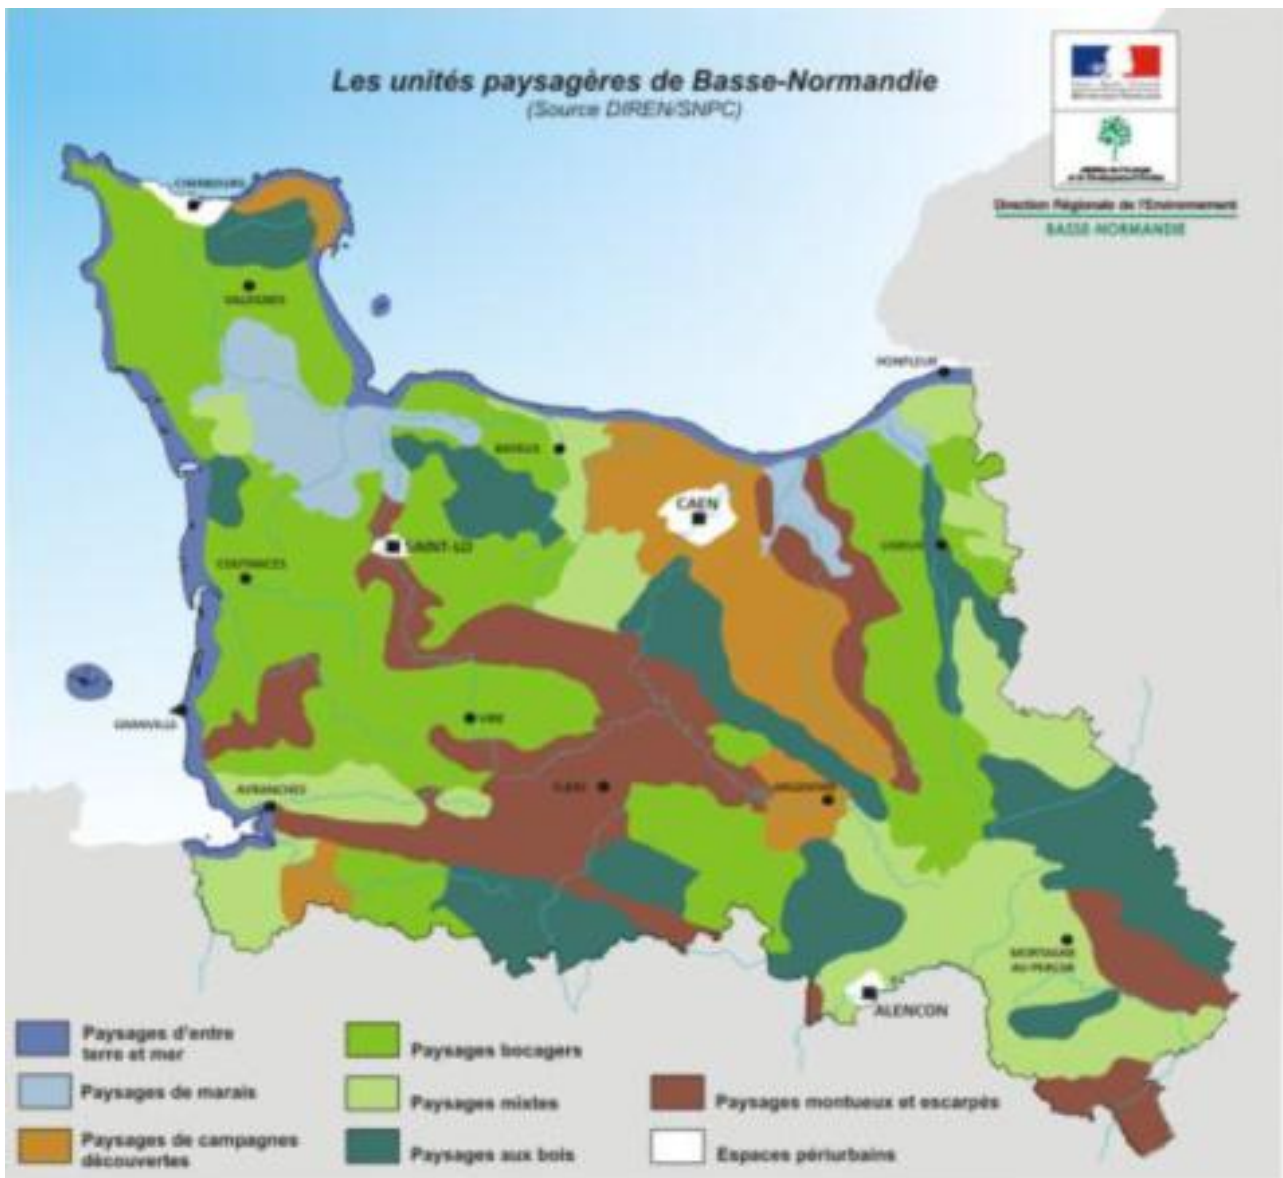 Les unités paysagères de Basse-Normandie
(Source DIREN/SNPC)
Direction Régionale de l'Environnement
BASSE-NORMANDIE
CHERBOURG
VALOGNES
HONFLEUR
BAYEUX
CAEN
SAINT-LO
LISIEUX
COUTANCES
GRANVILLE
VIRE
AVRANCHES
FLERS
ARGENTAN
MORTAGNE
AU-PERCHE
ALENCON
Paysages d'entre
terre et mer
Paysages de marais
Paysages de campagnes
découvertes
Paysages bocagers
Paysages mixtes
Paysages aux bois
Paysages montueux et escarpés
Espaces périurbains